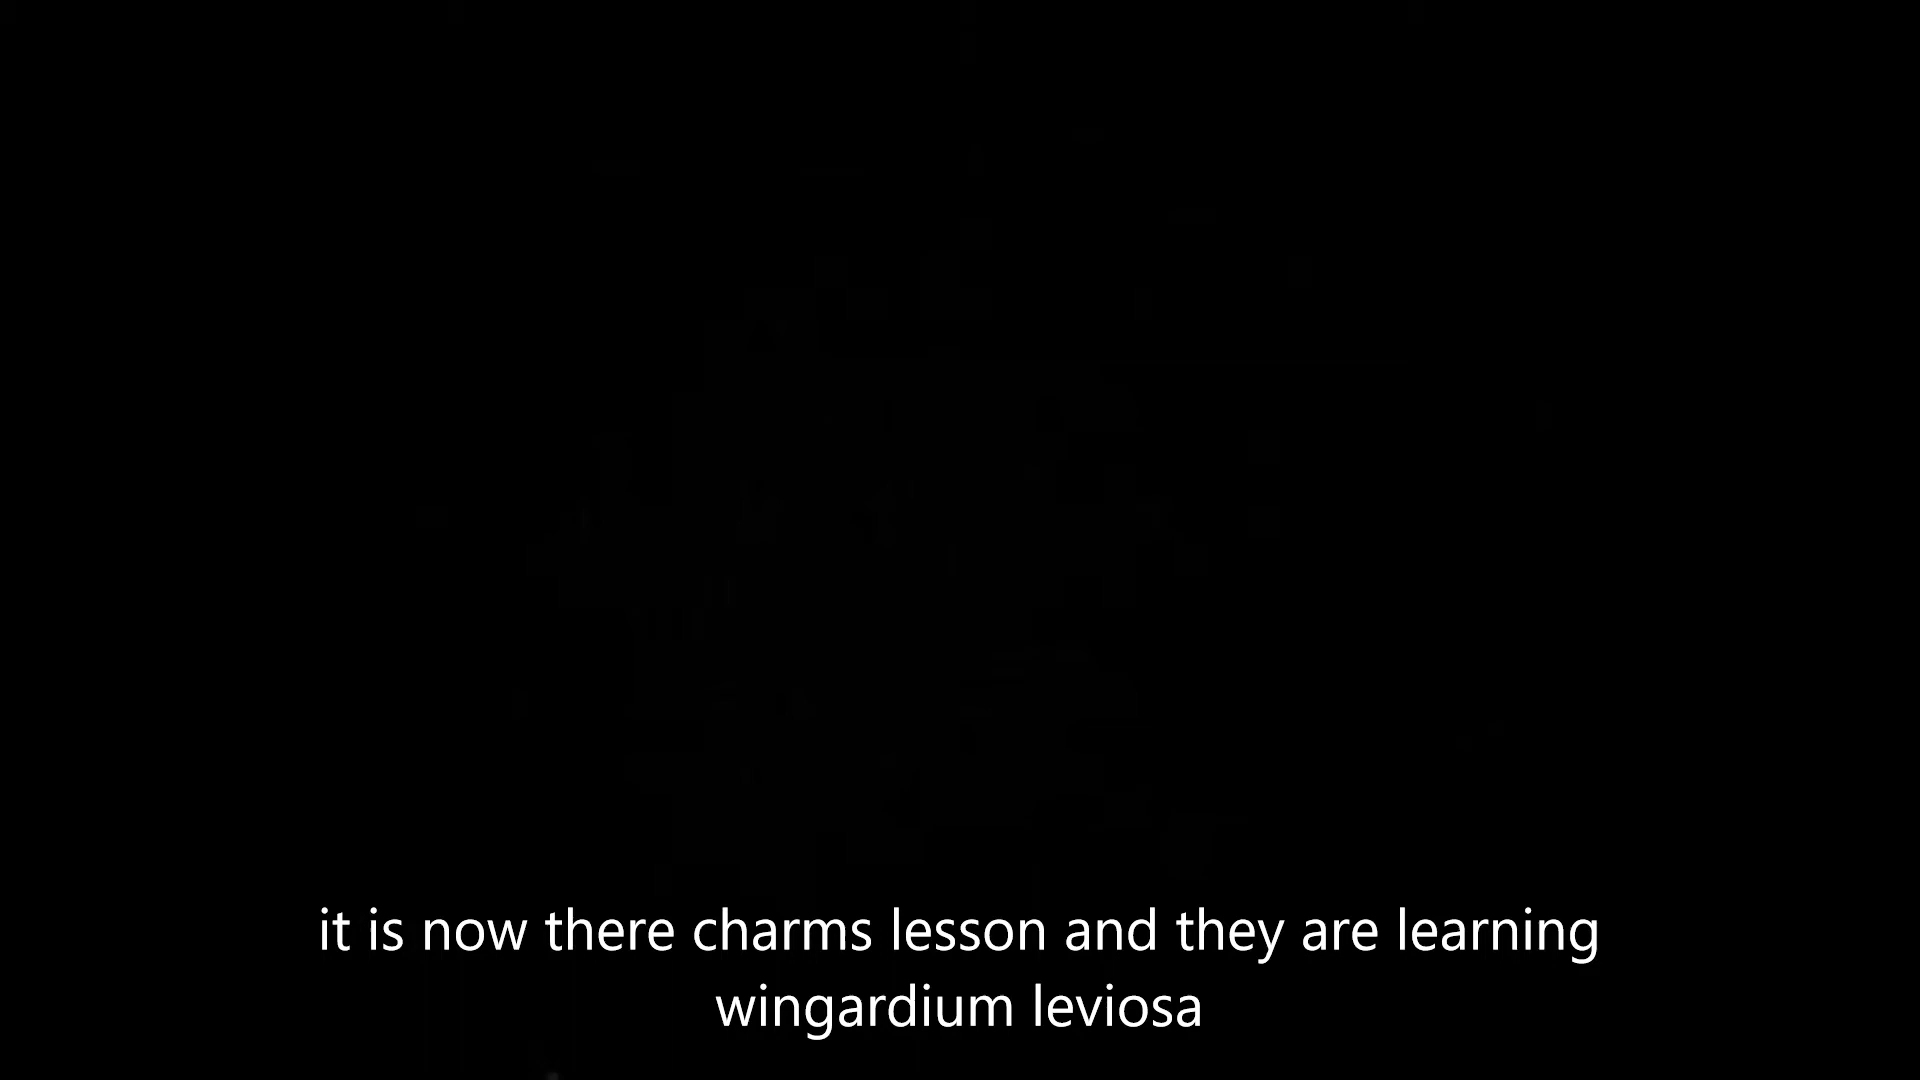 it is now there charms lesson and they are learning
wingardium leviosa